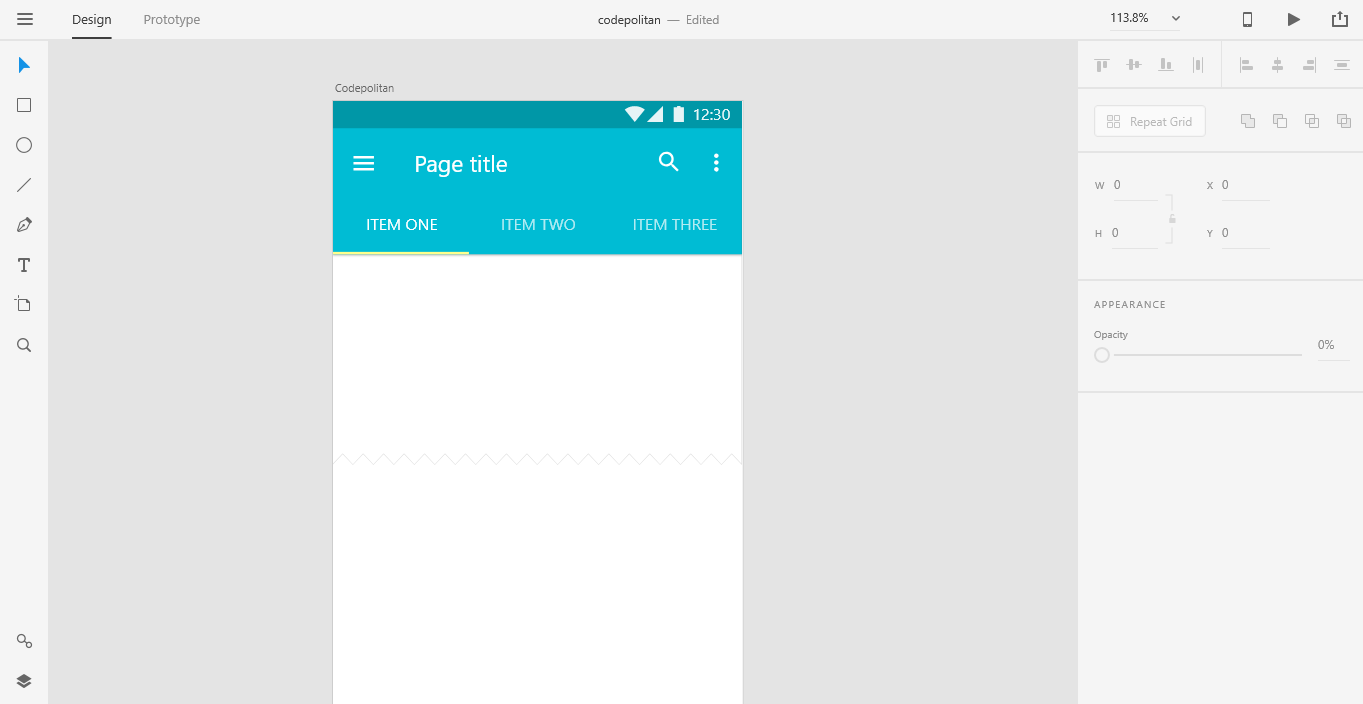 Design Prototype codepolitan — Edited 113.8%
Codepolitan
12:30
Page title
ITEM ONE ITEM TWO ITEM THREE
Repeat Grid
W 0 X 0
H 0 Y 0
APPEARANCE
Opacity
0%